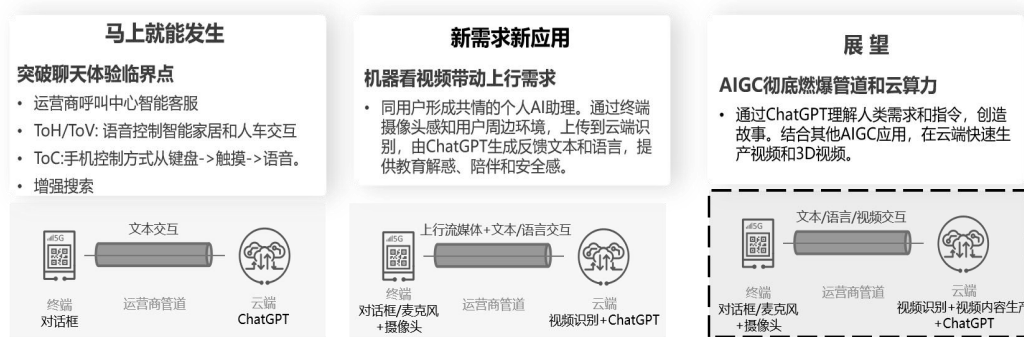 马上就能发生
突破聊天体验临界点
• 运营商呼叫中心智能客服
• ToH/ToV: 语音控制智能家居和人车交互
• ToC:手机控制方式从键盘->触摸->语音。
• 增强搜索
5G
文本交互
终端
对话框
运营商管道
云端
ChatGPT
新需求新应用
机器看视频带动上行需求
• 同用户形成共情的个人AI助理。通过终端
摄像头感知用户周边环境，上传到云端识
别，由ChatGPT生成反馈文本和语言，提
供教育解惑、陪伴和安全感。
5G
上行流媒体+文本/语言交互
终端
对话框/麦克风
+摄像头
运营商管道
云端
视频识别+ChatGPT
展 望
AIGC彻底燃爆管道和云算力
• 通过ChatGPT理解人类需求和指令，创造
故事。结合其他AIGC应用，在云端快速生
产视频和3D视频。
5G
文本/语言/视频交互
终端
对话框/麦克风
+摄像头
运营商管道
云端
视频识别+视频内容生产
+ChatGPT